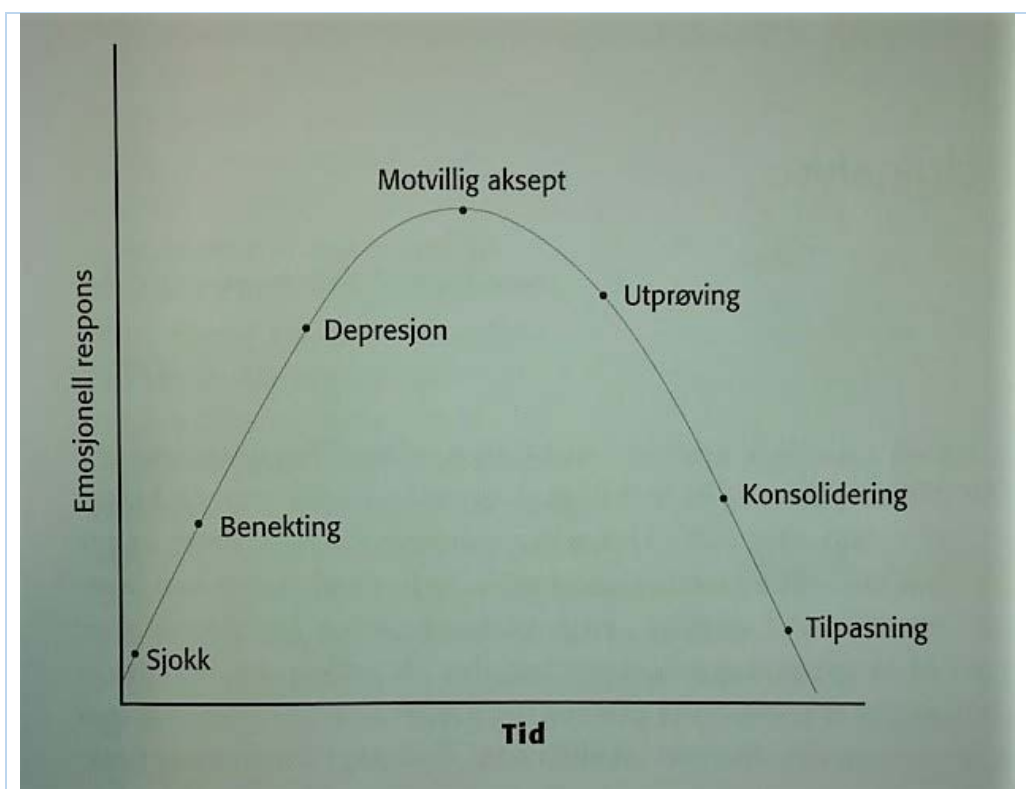 Motvillig aksept
Utprøving
Depresjon
Emosjonell respons
Konsolidering
Benekting
Tilpasning
Sjokk
Tid